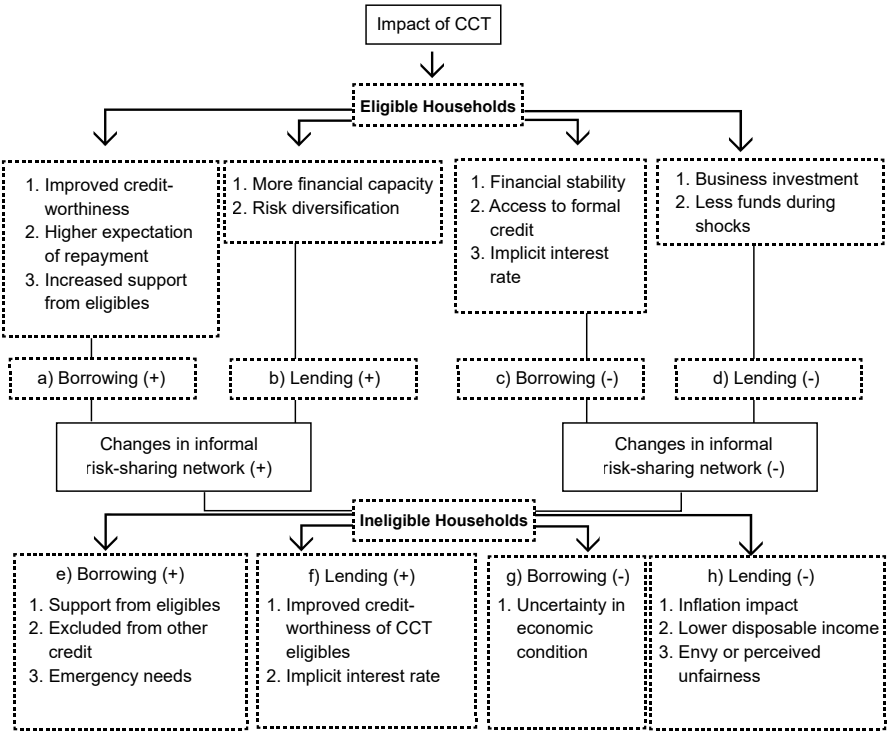 Impact of CCT
Eligible Households
1. Improved credit-
worthiness
2. Higher expectation
of repayment
3. Increased support
from eligibles
1. More financial capacity
2. Risk diversification
1. Financial stability
2. Access to formal
credit
3. Implicit interest
rate
1. Business investment
2. Less funds during
shocks
a) Borrowing (+)
b) Lending (+)
c) Borrowing (-)
d) Lending (-)
Changes in informal
risk-sharing network (+)
Changes in informal
risk-sharing network (-)
Ineligible Households
e) Borrowing (+)
1. Support from eligibles
2. Excluded from other
credit
3. Emergency needs
f) Lending (+)
1. Improved credit-
worthiness of CCT
eligibles
2. Implicit interest rate
g) Borrowing (-)
1. Uncertainty in
economic
condition
h) Lending (-)
1. Inflation impact
2. Lower disposable income
3. Envy or perceived
unfairness